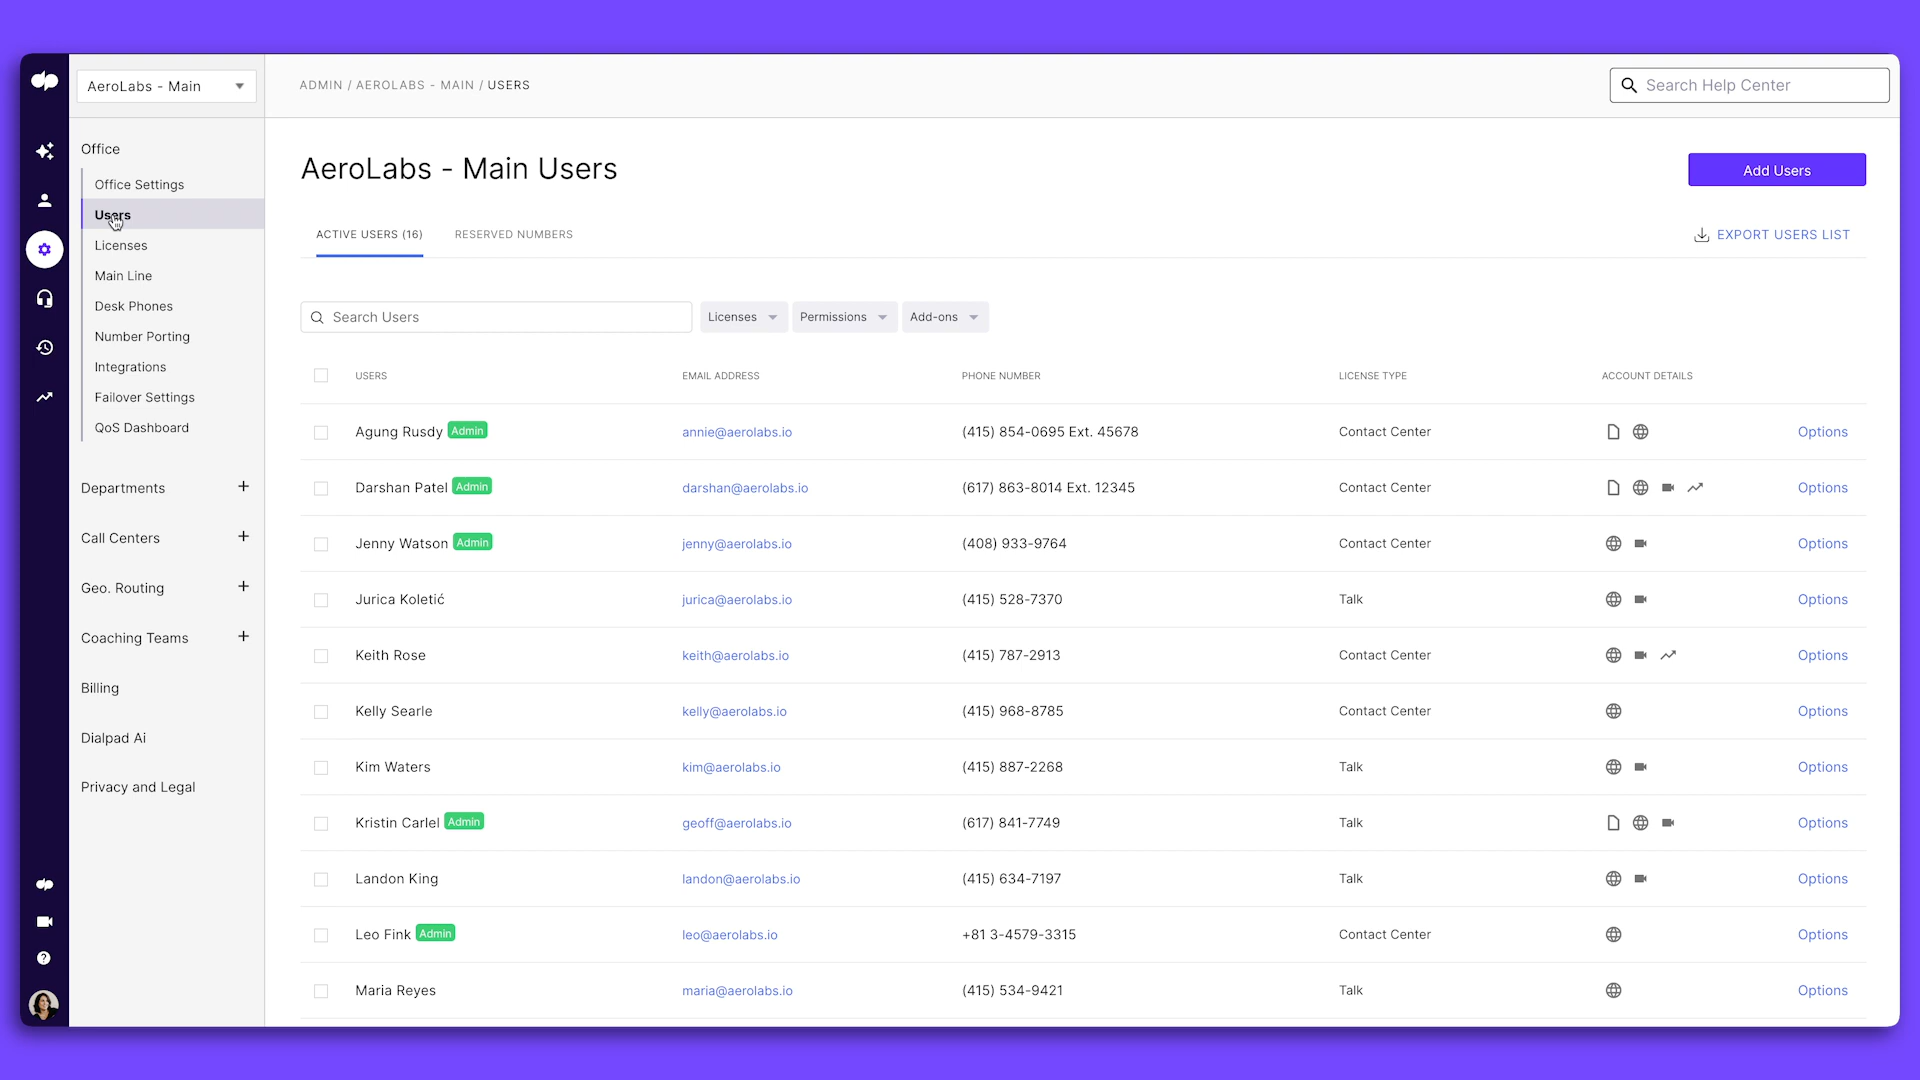 AeroLabs - Main
ADMIN / AEROLABS - MAIN / USERS
Search Help Center
Office
Office Settings
Users
Licenses
Main Line
Desk Phones
Number Porting
Integrations
Failover Settings
QoS Dashboard
Departments +
Call Centers +
Geo. Routing +
Coaching Teams +
Billing
Dialpad Ai
Privacy and Legal
AeroLabs - Main Users
Add Users
ACTIVE USERS (16) RESERVED NUMBERS
EXPORT USERS LIST
Search Users
Licenses Permissions Add-ons
USERS EMAIL ADDRESS PHONE NUMBER LICENSE TYPE ACCOUNT DETAILS
Agung Rusdy Admin annie@aerolabs.io (415) 854-0695 Ext. 45678 Contact Center Options
Darshan Patel Admin darshan@aerolabs.io (617) 863-8014 Ext. 12345 Contact Center Options
Jenny Watson Admin jenny@aerolabs.io (408) 933-9764 Contact Center Options
Jurica Koletić jurica@aerolabs.io (415) 528-7370 Talk Options
Keith Rose keith@aerolabs.io (415) 787-2913 Contact Center Options
Kelly Searle kelly@aerolabs.io (415) 968-8785 Contact Center Options
Kim Waters kim@aerolabs.io (415) 887-2268 Talk Options
Kristin Carlel Admin geoff@aerolabs.io (617) 841-7749 Talk Options
Landon King landon@aerolabs.io (415) 634-7197 Talk Options
Leo Fink Admin leo@aerolabs.io +81 3-4579-3315 Contact Center Options
Maria Reyes maria@aerolabs.io (415) 534-9421 Talk Options